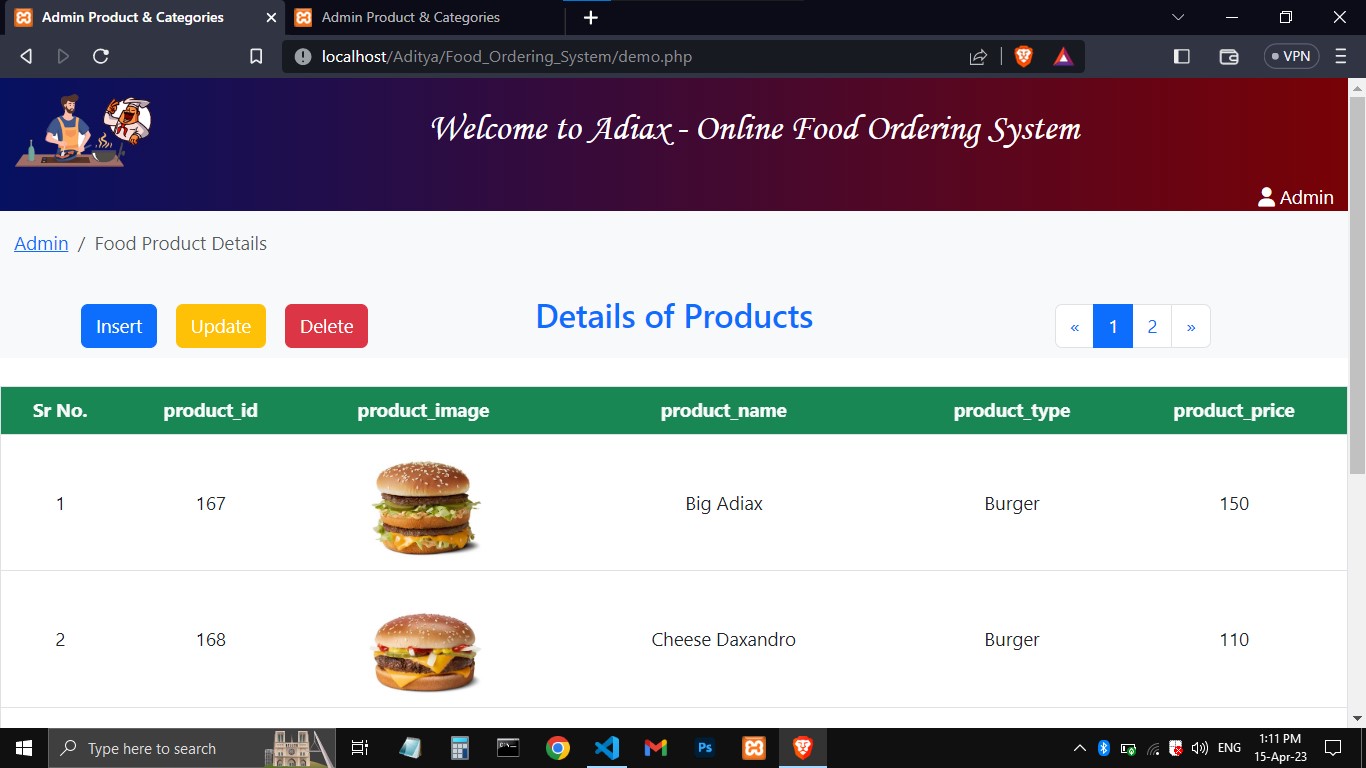 Admin Product & Categories
Admin Product & Categories
localhost/Aditya/Food_Ordering_System/demo.php
VPN
Welcome to Adiax - Online Food Ordering System
Admin
Admin / Food Product Details
Insert Update Delete Details of Products « 1 2 »
Sr No. product_id product_image product_name product_type product_price
1 167 Big Adiax Burger 150
2 168 Cheese Daxandro Burger 110
Type here to search
Ps
ENG
1:11 PM
15-Apr-23